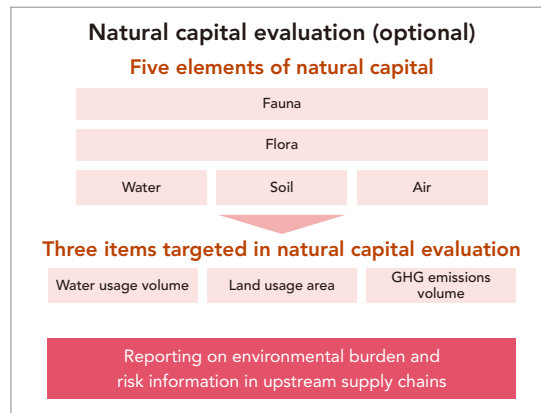 Natural capital evaluation (optional)
Five elements of natural capital
Fauna
Flora
Water
Soil
Air
Three items targeted in natural capital evaluation
Water usage volume
Land usage area
GHG emissions
volume
Reporting on environmental burden and
risk information in upstream supply chains